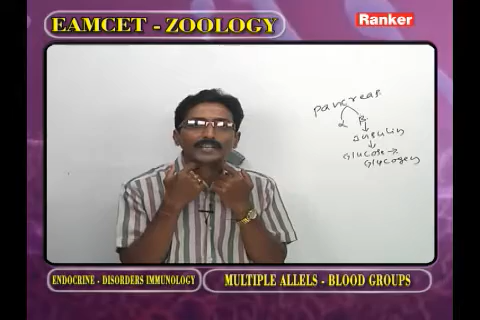 EAMCET - ZOOLOGY
Ranker
Pancreas
α β
Insulin
Glucose →
Glycogen
ENDOCRINE - DISORDERS IMMUNOLOGY
MULTIPLE ALLELS - BLOOD GROUPS